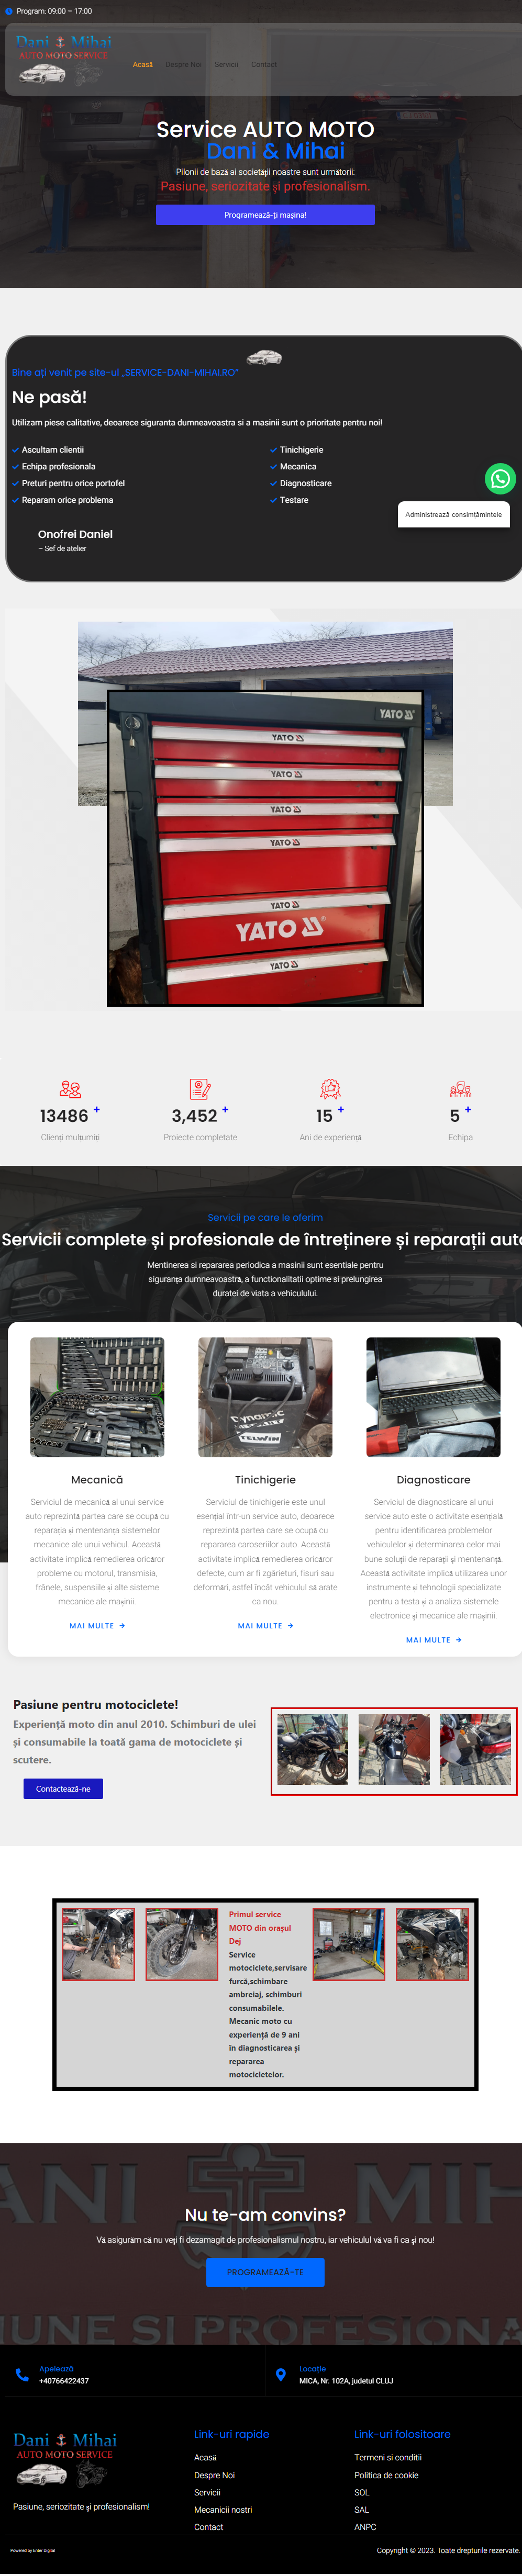 Program: 09:00 – 17:00
Dani Mihai
AUTO MOTO SERVICE
Acasă
Despre Noi
Servicii
Contact
Service AUTO MOTO
Dani & Mihai
Pilonii de bază ai societății noastre sunt următorii:
Pasiune, seriozitate și profesionalism.
Programează-ți mașina!
Bine ați venit pe site-ul „SERVICE-DANI-MIHAI.RO”
Ne pasă!
Utilizam piese calitative, deoarece siguranta dumneavoastra si a masinii sunt o prioritate pentru noi!
Ascultam clientii
Echipa profesionala
Preturi pentru orice portofel
Reparam orice problema
Tinichigerie
Mecanica
Diagnosticare
Testare
Administrează consimțămintele
Onofrei Daniel
– Sef de atelier
YATO
YATO
YATO
YATO
YATO
YATO
YATO
YATO
13486 +
Clienți mulțumiți
3,452 +
Proiecte completate
15 +
Ani de experiență
5 +
Echipa
Servicii pe care le oferim
Servicii complete și profesionale de întreținere și reparații aut
Mentinerea si repararea periodica a masinii sunt esentiale pentru
siguranța dumneavoastră, a functionalitatii optime si prelungirea
duratei de viata a vehiculului.
Dynamic
TELWIN
Mecanică
Serviciul de mecanică al unui service
auto reprezintă partea care se ocupă cu
reparația și mentenanța sistemelor
mecanice ale unui vehicul. Această
activitate implică remedierea oricăror
probleme cu motorul, transmisia,
frânele, suspensiile și alte sisteme
mecanice ale mașinii.
MAI MULTE
Tinichigerie
Serviciul de tinichigerie este unul
esențial într-un service auto, deoarece
reprezintă partea care se ocupă cu
repararea caroseriilor auto. Această
activitate implică remedierea oricăror
defecte, cum ar fi zgârieturi, fisuri sau
deformări, astfel încât vehiculul să arate
ca nou.
MAI MULTE
Diagnosticare
Serviciul de diagnosticare al unui
service auto este o activitate esențială
pentru identificarea problemelor
vehiculelor și determinarea celor mai
bune soluții de reparații și mentenanță.
Această activitate implică utilizarea unor
instrumente și tehnologii specializate
pentru a testa și a analiza sistemele
electronice și mecanice ale mașinii.
MAI MULTE
Pasiune pentru motociclete!
Experiență moto din anul 2010. Schimburi de ulei
și consumabile la toată gama de motociclete și
scutere.
Contactează-ne
Primul service
MOTO din orașul
Dej
Service
motociclete,servisare
furcă,schimbare
ambreiaj, schimburi
consumabilele.
Mecanic moto cu
experiență de 9 ani
in diagnosticarea și
repararea
motocicletelor.
Nu te-am convins?
Vă asigurăm că nu veți fi dezamagit de profesionalismul nostru, iar vehiculul vă va fi ca și nou!
PROGRAMEAZĂ-TE
Apelează
+40766422437
Locație
MICA, Nr. 102A, judetul CLUJ
Dani Mihai
AUTO MOTO SERVICE
Pasiune, seriozitate și profesionalism!
Link-uri rapide
Acasă
Despre Noi
Servicii
Mecanicii nostri
Contact
Link-uri folositoare
Termeni si conditii
Politica de cookie
SOL
SAL
ANPC
Powered by Enter Digital
Copyright © 2023. Toate drepturile rezervate.